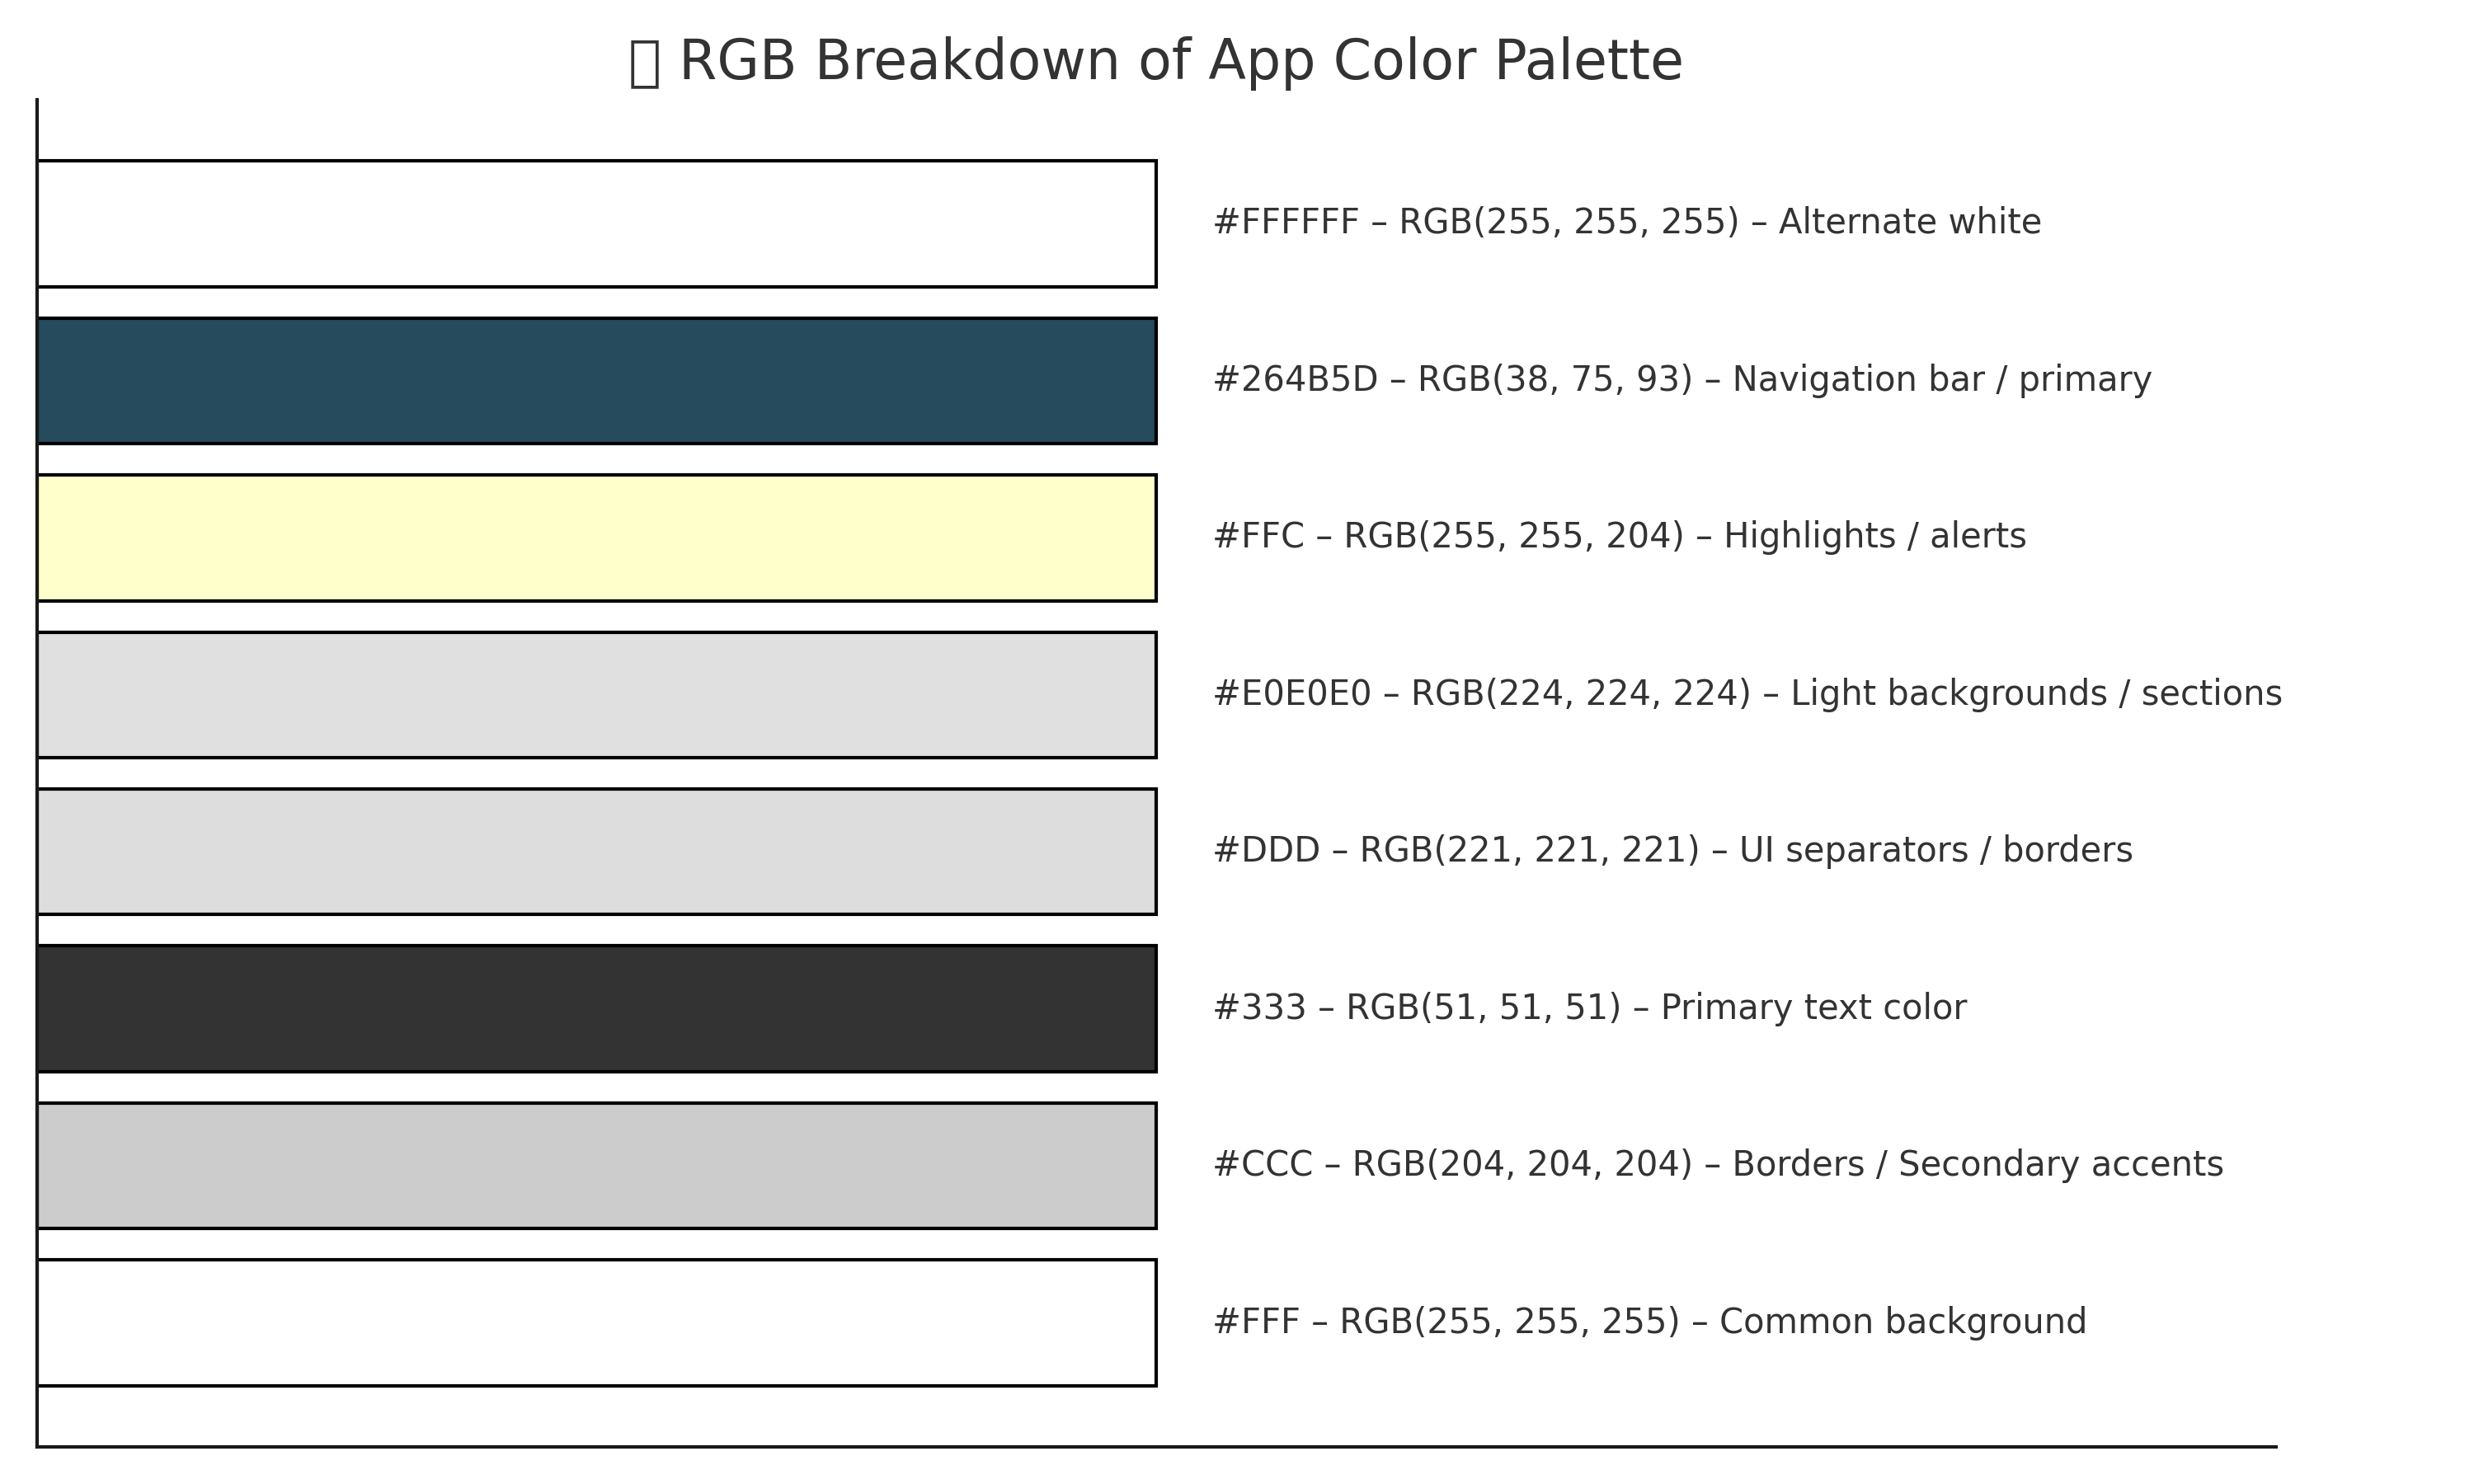 ▯ RGB Breakdown of App Color Palette
#FFFFFF – RGB(255, 255, 255) – Alternate white
#264B5D – RGB(38, 75, 93) – Navigation bar / primary
#FFC – RGB(255, 255, 204) – Highlights / alerts
#E0E0E0 – RGB(224, 224, 224) – Light backgrounds / sections
#DDD – RGB(221, 221, 221) – UI separators / borders
#333 – RGB(51, 51, 51) – Primary text color
#CCC – RGB(204, 204, 204) – Borders / Secondary accents
#FFF – RGB(255, 255, 255) – Common background